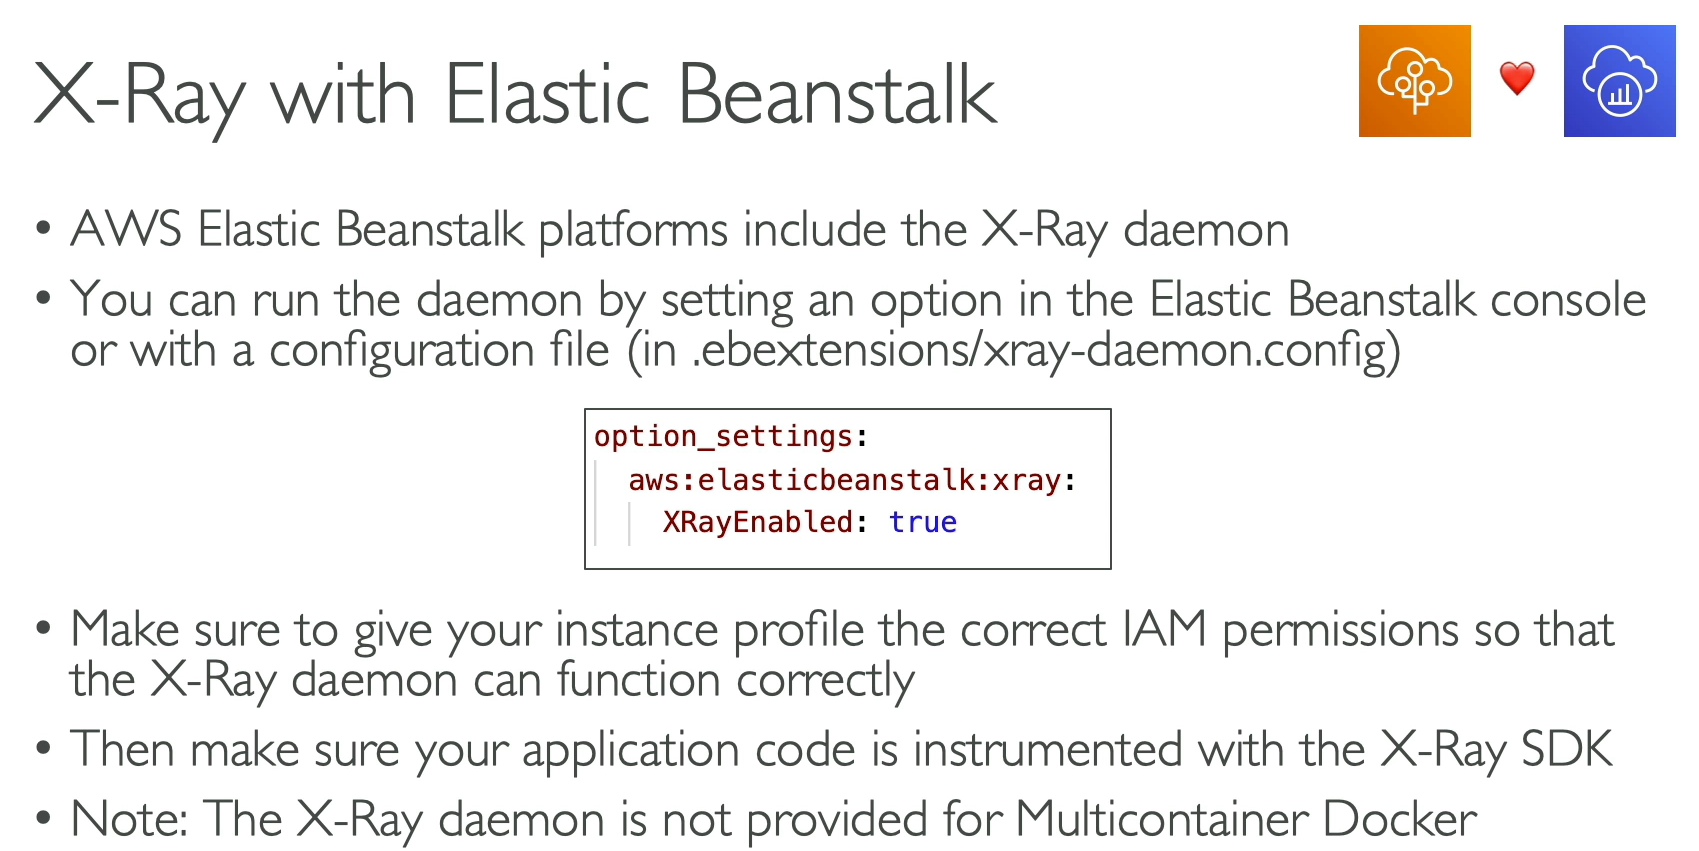 X-Ray with Elastic Beanstalk
• AWS Elastic Beanstalk platforms include the X-Ray daemon
• You can run the daemon by setting an option in the Elastic Beanstalk console
or with a configuration file (in .ebextensions/xray-daemon.config)
option_settings:
  aws:elasticbeanstalk:xray:
    XRayEnabled: true
• Make sure to give your instance profile the correct IAM permissions so that
the X-Ray daemon can function correctly
• Then make sure your application code is instrumented with the X-Ray SDK
• Note: The X-Ray daemon is not provided for Multicontainer Docker